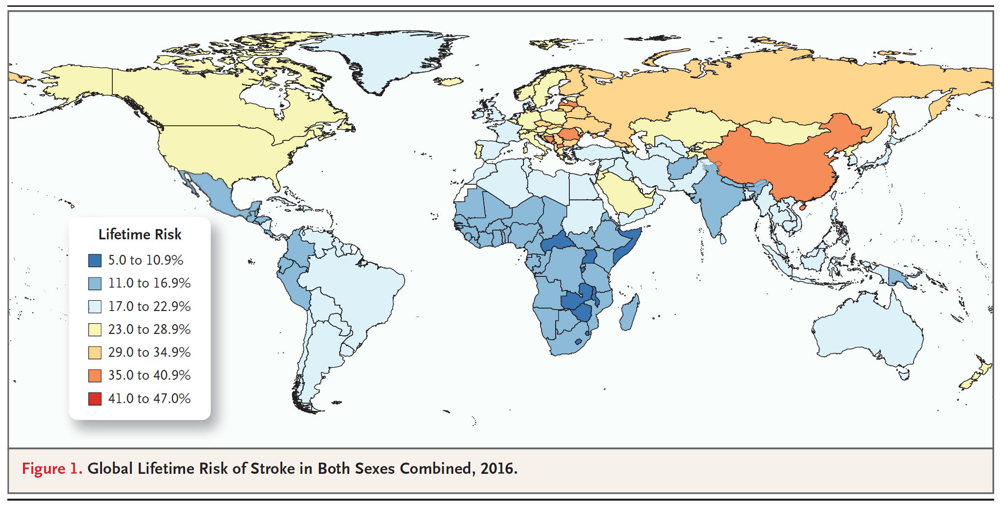 Lifetime Risk
5.0 to 10.9%
11.0 to 16.9%
17.0 to 22.9%
23.0 to 28.9%
29.0 to 34.9%
35.0 to 40.9%
41.0 to 47.0%
Figure 1. Global Lifetime Risk of Stroke in Both Sexes Combined, 2016.